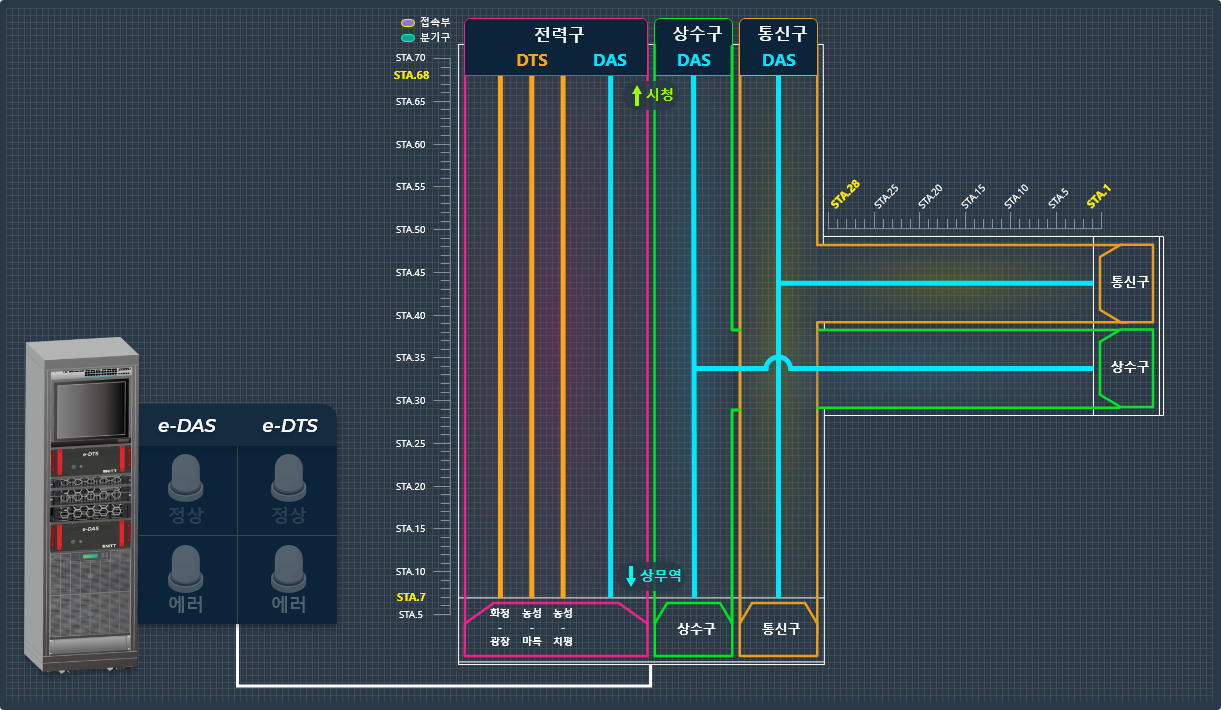 접속부
분기구
전력구
상수구
통신구
DTS
DAS
DAS
DAS
STA.70
STA.68
STA.65
STA.60
STA.55
STA.50
STA.45
STA.40
STA.35
STA.30
STA.25
STA.20
STA.15
STA.10
STA.7
STA.5
시청
STA.28
STA.25
STA.20
STA.15
STA.10
STA.5
STA.1
통신구
상수구
상무역
화정
-
광장
농성
-
마륵
농성
-
치평
상수구
통신구
e-DAS
e-DTS
정상
정상
에러
에러
e-DTS
e-DAS